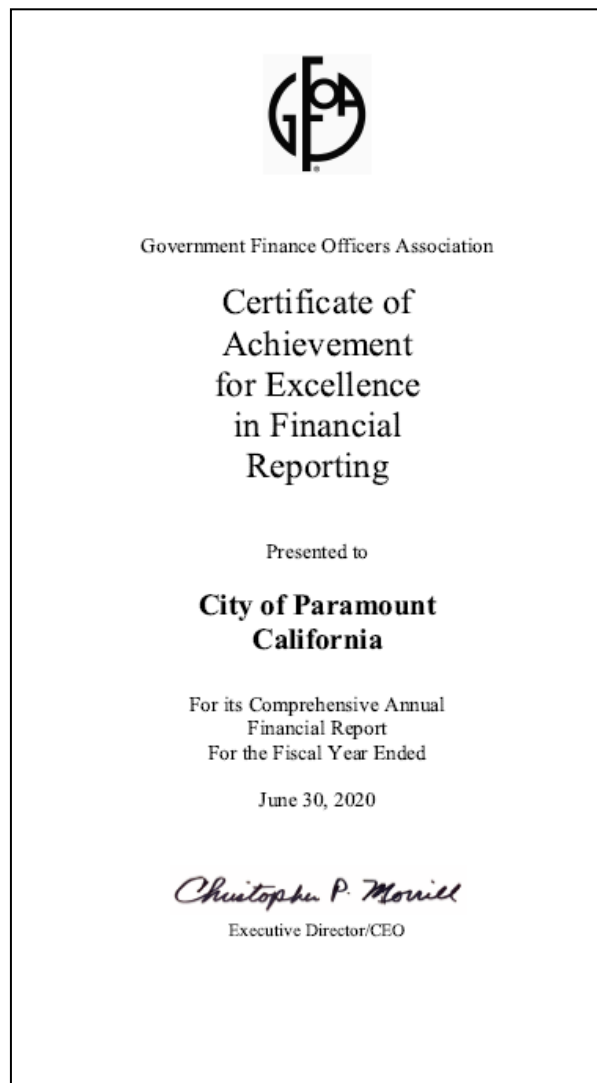 GFOA
Government Finance Officers Association
Certificate of
Achievement
for Excellence
in Financial
Reporting
Presented to
City of Paramount
California
For its Comprehensive Annual
Financial Report
For the Fiscal Year Ended
June 30, 2020
Christopher P. Morrill
Executive Director/CEO